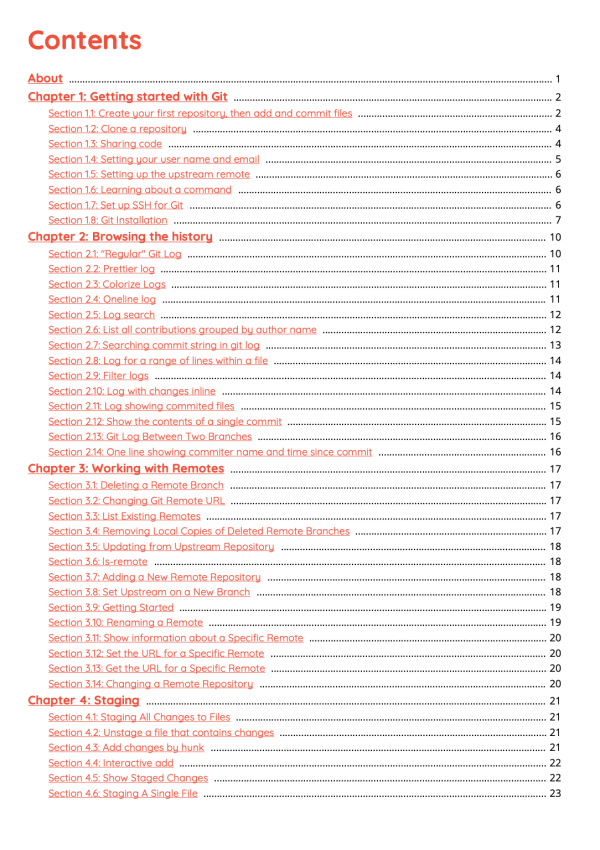 Contents
About ........ 1
Chapter 1: Getting started with Git ........ 2
Section 1.1: Create your first repository, then add and commit files ........ 2
Section 1.2: Clone a repository ........ 4
Section 1.3: Sharing code ........ 4
Section 1.4: Setting your user name and email ........ 5
Section 1.5: Setting up the upstream remote ........ 6
Section 1.6: Learning about a command ........ 6
Section 1.7: Set up SSH for Git ........ 6
Section 1.8: Git Installation ........ 7
Chapter 2: Browsing the history ........ 10
Section 2.1: "Regular" Git Log ........ 10
Section 2.2: Prettier log ........ 11
Section 2.3: Colorize Logs ........ 11
Section 2.4: Oneline log ........ 11
Section 2.5: Log search ........ 12
Section 2.6: List all contributions grouped by author name ........ 12
Section 2.7: Searching commit string in git log ........ 13
Section 2.8: Log for a range of lines within a file ........ 14
Section 2.9: Filter logs ........ 14
Section 2.10: Log with changes inline ........ 14
Section 2.11: Log showing commited files ........ 15
Section 2.12: Show the contents of a single commit ........ 15
Section 2.13: Git Log Between Two Branches ........ 16
Section 2.14: One line showing commiter name and time since commit ........ 16
Chapter 3: Working with Remotes ........ 17
Section 3.1: Deleting a Remote Branch ........ 17
Section 3.2: Changing Git Remote URL ........ 17
Section 3.3: List Existing Remotes ........ 17
Section 3.4: Removing Local Copies of Deleted Remote Branches ........ 17
Section 3.5: Updating from Upstream Repository ........ 18
Section 3.6: ls-remote ........ 18
Section 3.7: Adding a New Remote Repository ........ 18
Section 3.8: Set Upstream on a New Branch ........ 18
Section 3.9: Getting Started ........ 19
Section 3.10: Renaming a Remote ........ 19
Section 3.11: Show information about a Specific Remote ........ 20
Section 3.12: Set the URL for a Specific Remote ........ 20
Section 3.13: Get the URL for a Specific Remote ........ 20
Section 3.14: Changing a Remote Repository ........ 20
Chapter 4: Staging ........ 21
Section 4.1: Staging All Changes to Files ........ 21
Section 4.2: Unstage a file that contains changes ........ 21
Section 4.3: Add changes by hunk ........ 21
Section 4.4: Interactive add ........ 22
Section 4.5: Show Staged Changes ........ 22
Section 4.6: Staging A Single File ........ 23